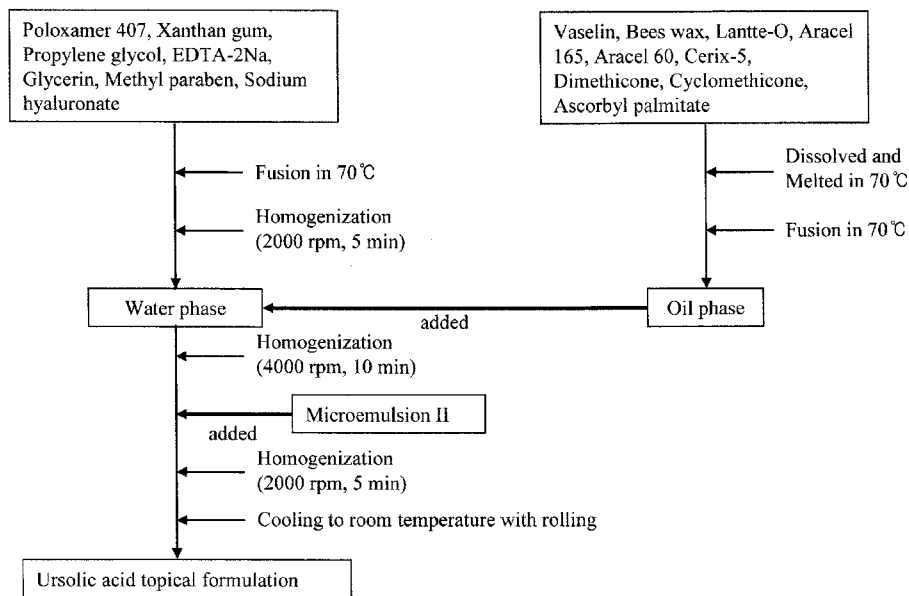 Poloxamer 407, Xanthan gum,
Propylene glycol, EDTA-2Na,
Glycerin, Methyl paraben, Sodium
hyaluronate
Vaselin, Bees wax, Lantte-O, Aracel
165, Aracel 60, Cerix-5,
Dimethicone, Cyclomethicone,
Ascorbyl palmitate
Fusion in 70℃
Dissolved and
Melted in 70℃
Homogenization
(2000 rpm, 5 min)
Fusion in 70℃
Water phase
added
Oil phase
Homogenization
(4000 rpm, 10 min)
added
Microemulsion II
Homogenization
(2000 rpm, 5 min)
Cooling to room temperature with rolling
Ursolic acid topical formulation